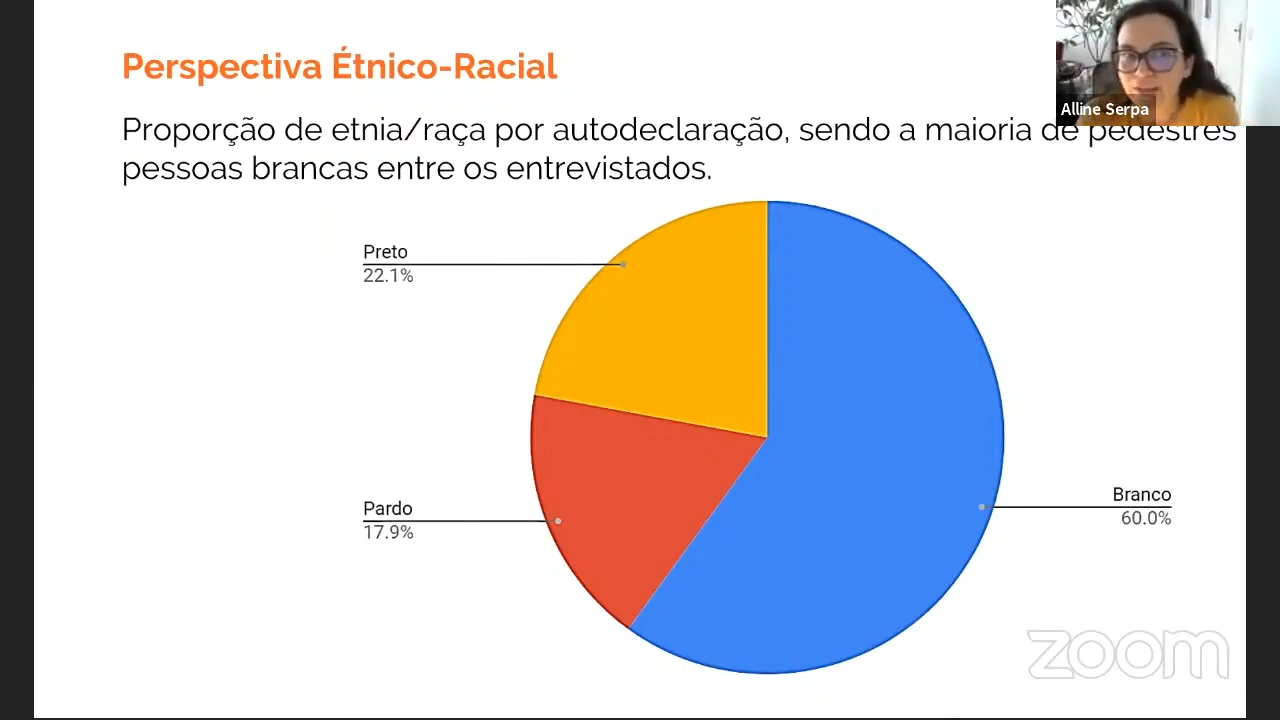 Perspectiva Étnico-Racial
Alline Serpa
Proporção de etnia/raça por autodeclaração, sendo a maioria de pedestres
pessoas brancas entre os entrevistados.
Preto
22.1%
Pardo
17.9%
Branco
60.0%
zoom